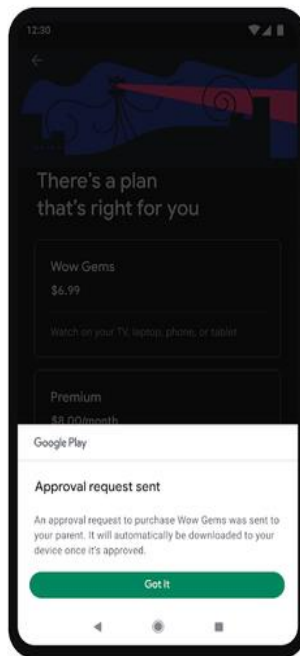 12:30
There's a plan
that's right for you
Wow Gems
$6.99
Watch on your TV, laptop, phone, or tablet
Premium
$8.00/month
Google Play
Approval request sent
An approval request to purchase Wow Gems was sent to
your parent. It will automatically be downloaded to your
device once it's approved.
Got it